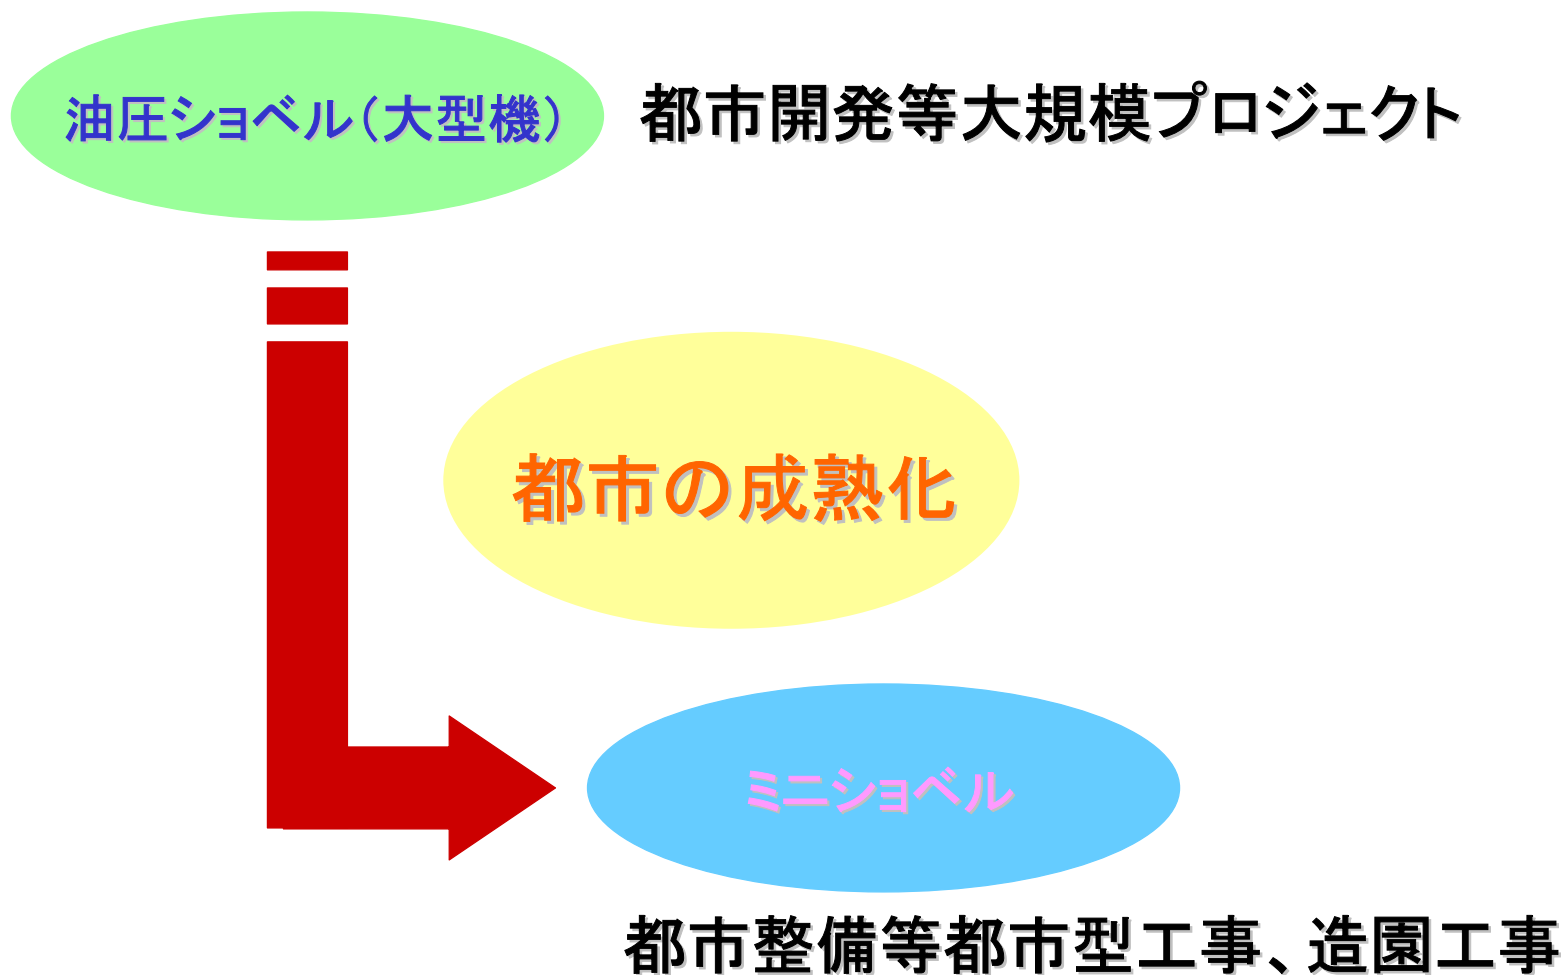 油圧ショベル（大型機）
都市開発等大規模プロジェクト
都市の成熟化
ミニショベル
都市整備等都市型工事、造園工事